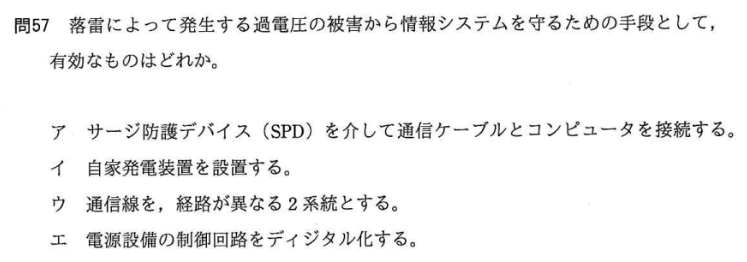 問57 落雷によって発生する過電圧の被害から情報システムを守るための手段として，
有効なものはどれか。
ア サージ防護デバイス（SPD）を介して通信ケーブルとコンピュータを接続する。
イ 自家発電装置を設置する。
ウ 通信線を，経路が異なる2系統とする。
エ 電源設備の制御回路をディジタル化する。